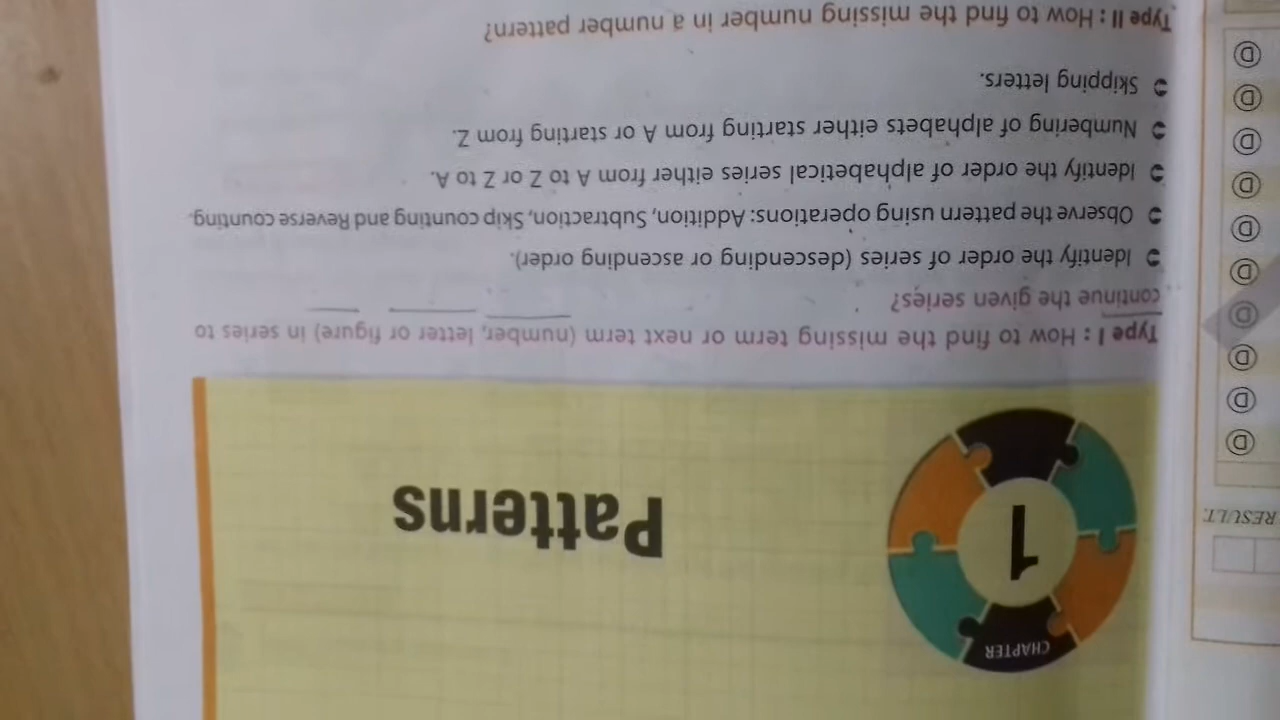 CHAPTER
1
Patterns
Type I : How to find the missing term or next term (number, letter or figure) in series to
continue the given series?
Identify the order of series (descending or ascending order).
Observe the pattern using operations: Addition, Subtraction, Skip counting and Reverse counting.
Identify the order of alphabetical series either from A to Z or Z to A.
Numbering of alphabets either starting from A or starting from Z.
Skipping letters.
Type II : How to find the missing number in a number pattern?
RESULT
D
D
D
D
D
D
D
D
D
D